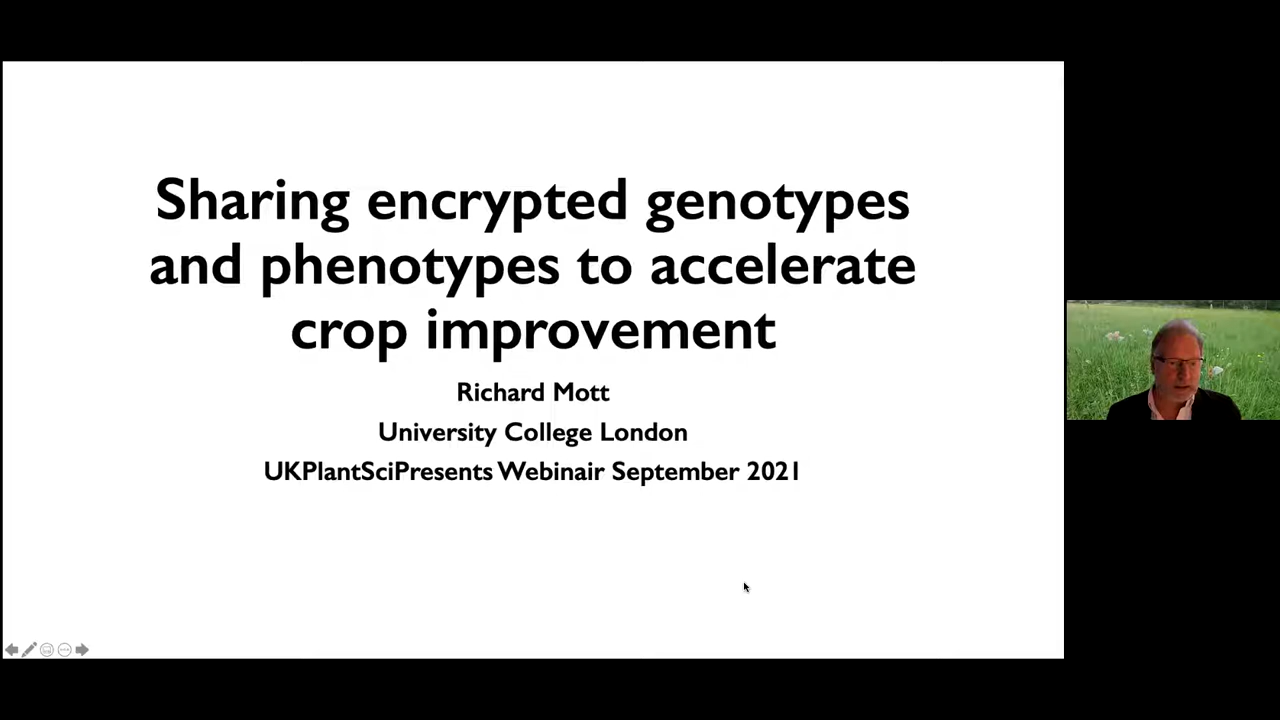 Sharing encrypted genotypes
and phenotypes to accelerate
crop improvement
Richard Mott
University College London
UKPlantSciPresents Webinair September 2021